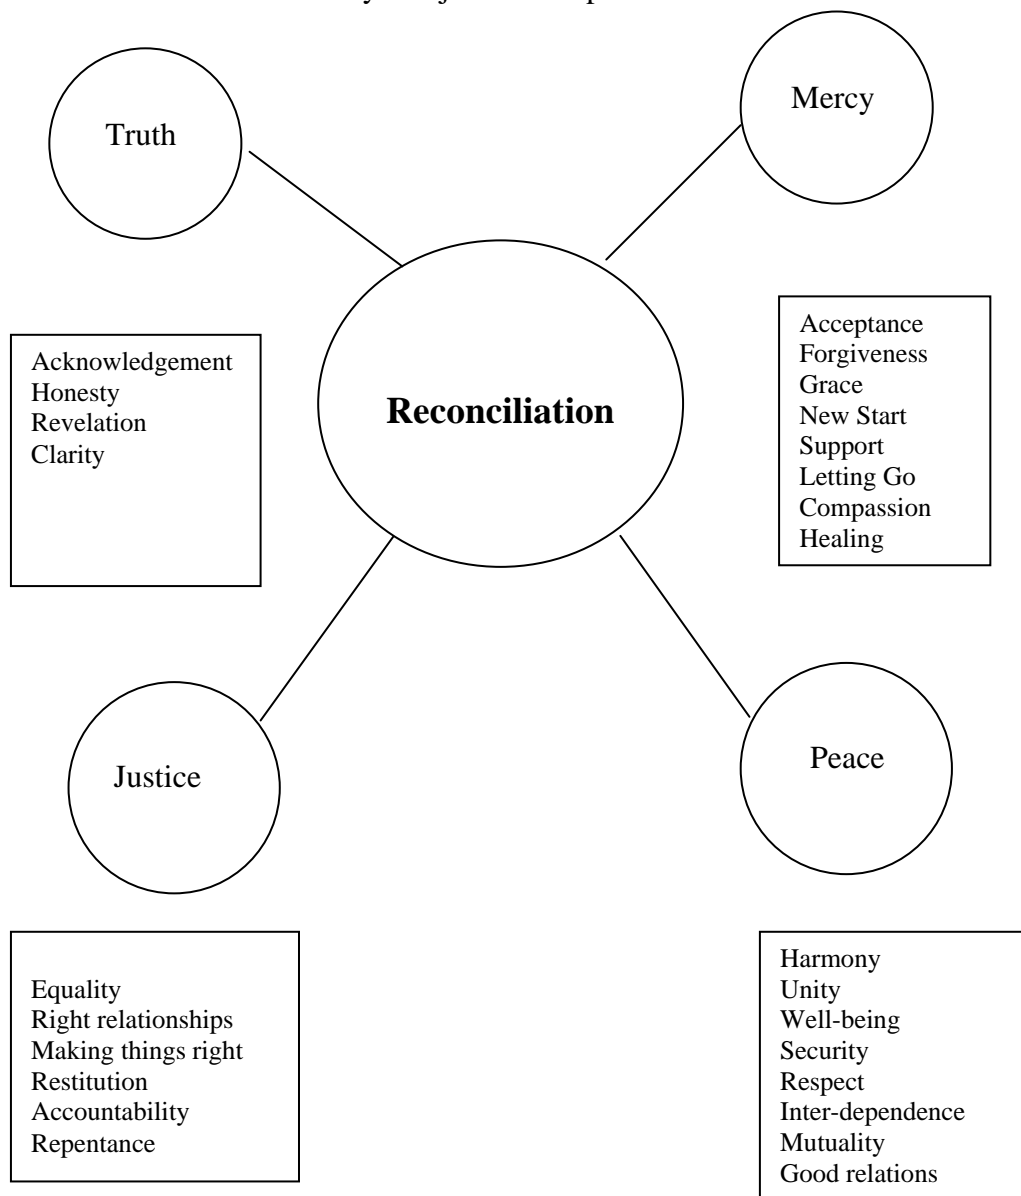 Truth
Mercy
Reconciliation
Acknowledgement
Honesty
Revelation
Clarity
Acceptance
Forgiveness
Grace
New Start
Support
Letting Go
Compassion
Healing
Justice
Peace
Equality
Right relationships
Making things right
Restitution
Accountability
Repentance
Harmony
Unity
Well-being
Security
Respect
Inter-dependence
Mutuality
Good relations